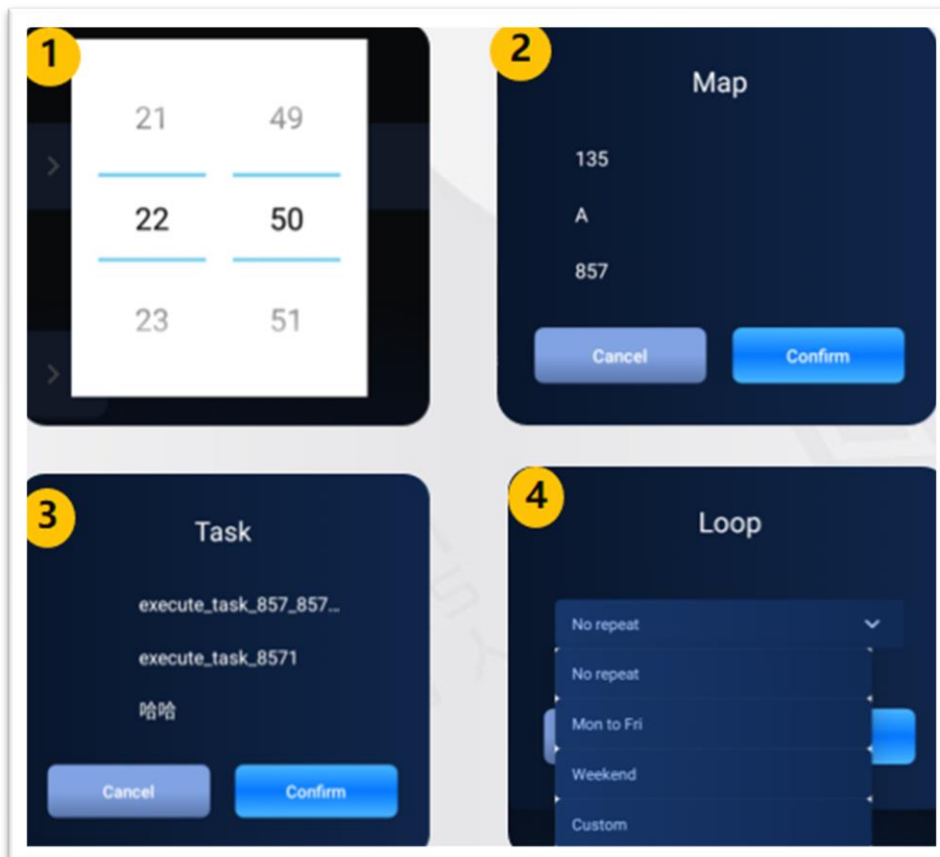 1
21 49
22 50
23 51
2
Map
135
A
857
Cancel Confirm
3
Task
execute_task_857_857...
execute_task_8571
哈哈
Cancel Confirm
4
Loop
No repeat
No repeat
Mon to Fri
Weekend
Custom